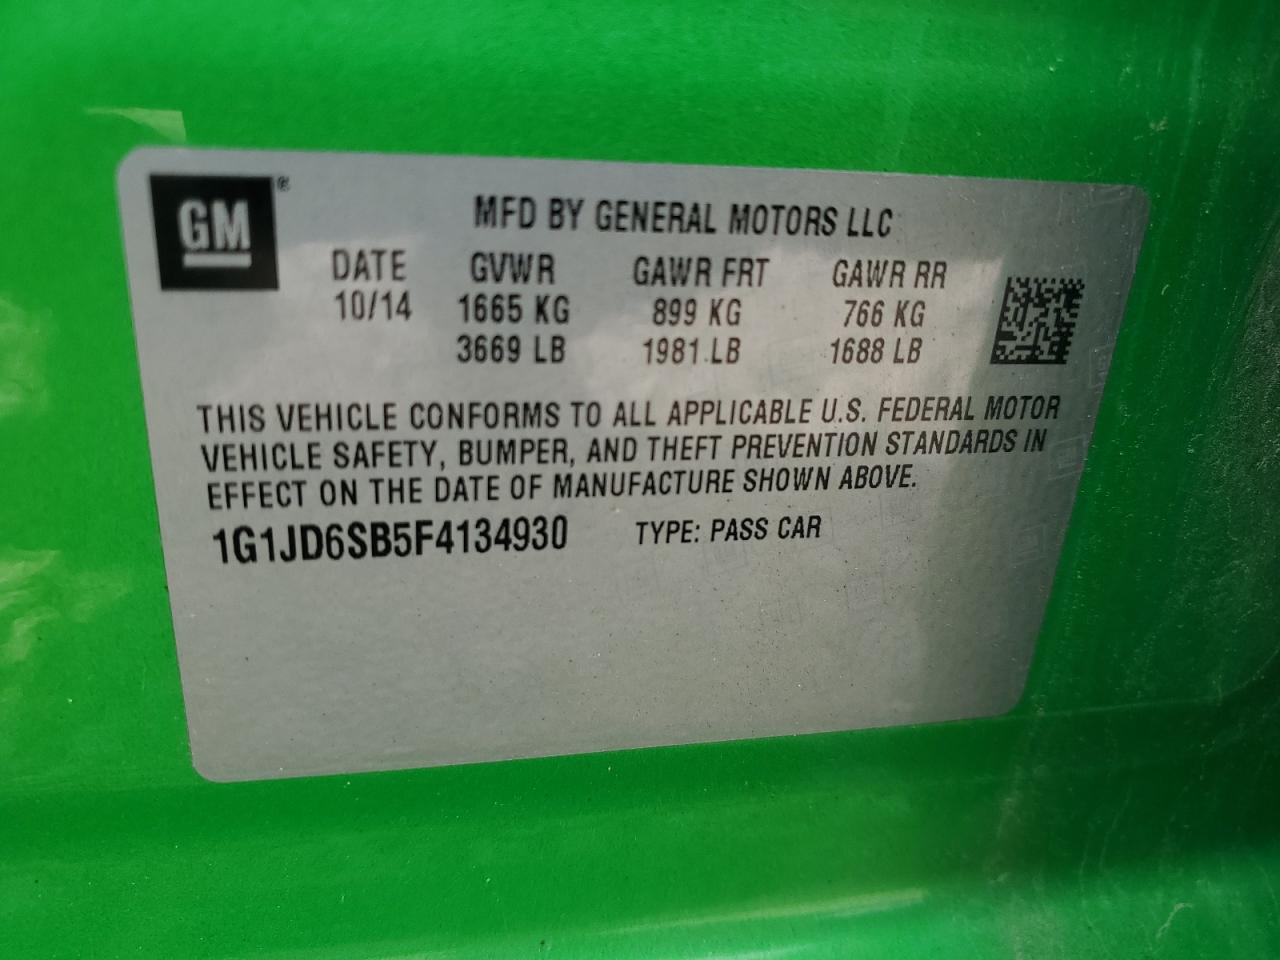 GM®
MFD BY GENERAL MOTORS LLC
DATE GVWR GAWR FRT GAWR RR
10/14 1665 KG 899 KG 766 KG
3669 LB 1981 LB 1688 LB
THIS VEHICLE CONFORMS TO ALL APPLICABLE U.S. FEDERAL MOTOR
VEHICLE SAFETY, BUMPER, AND THEFT PREVENTION STANDARDS IN
EFFECT ON THE DATE OF MANUFACTURE SHOWN ABOVE.
1G1JD6SB5F4134930 TYPE: PASS CAR